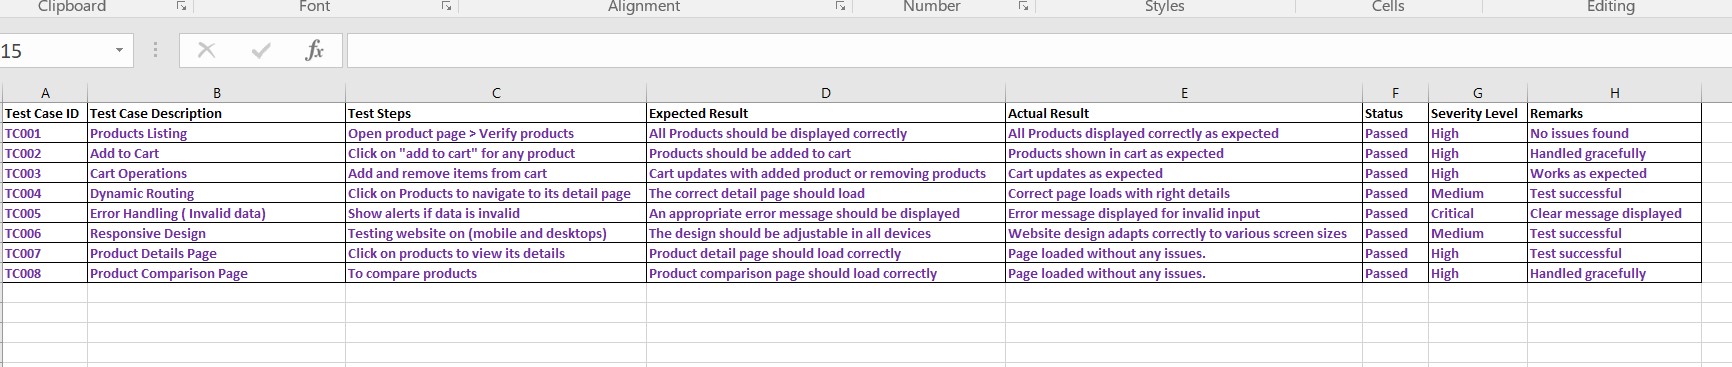 Clipboard Font Alignment Number Styles Cells Editing
15 fx
A B C D E F G H
Test Case ID Test Case Description Test Steps Expected Result Actual Result Status Severity Level Remarks
TC001 Products Listing Open product page > Verify products All Products should be displayed correctly All Products displayed correctly as expected Passed High No issues found
TC002 Add to Cart Click on "add to cart" for any product Products should be added to cart Products shown in cart as expected Passed High Handled gracefully
TC003 Cart Operations Add and remove items from cart Cart updates with added product or removing products Cart updates as expected Passed High Works as expected
TC004 Dynamic Routing Click on Products to navigate to its detail page The correct detail page should load Correct page loads with right details Passed Medium Test successful
TC005 Error Handling ( Invalid data) Show alerts if data is invalid An appropriate error message should be displayed Error message displayed for invalid input Passed Critical Clear message displayed
TC006 Responsive Design Testing website on (mobile and desktops) The design should be adjustable in all devices Website design adapts correctly to various screen sizes Passed Medium Test successful
TC007 Product Details Page Click on products to view its details Product detail page should load correctly Page loaded without any issues. Passed High Test successful
TC008 Product Comparison Page To compare products Product comparison page should load correctly Page loaded without any issues. Passed High Handled gracefully